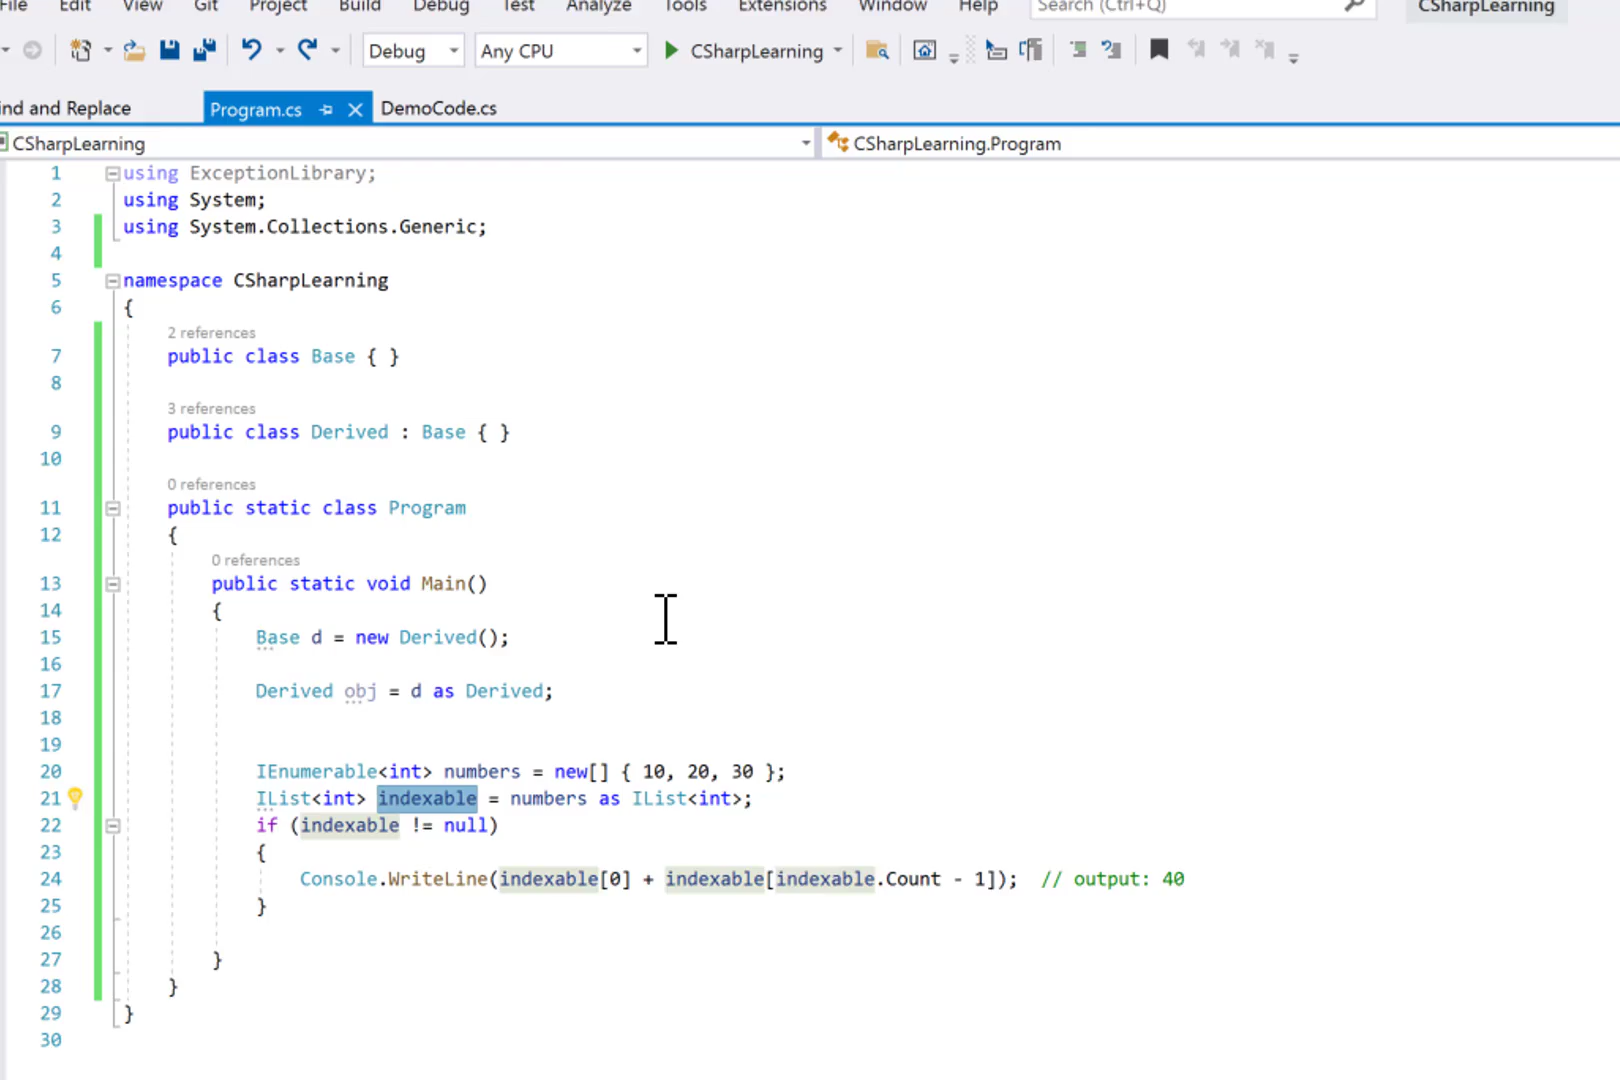 File Edit View Git Project Build Debug Test Analyze Tools Extensions Window Help Search (Ctrl+Q) CSharpLearning
Debug Any CPU CSharpLearning
ind and Replace Program.cs DemoCode.cs
CSharpLearning CSharpLearning.Program
1 using ExceptionLibrary;
2 using System;
3 using System.Collections.Generic;
4
5 namespace CSharpLearning
6 {
2 references
7 public class Base { }
8
3 references
9 public class Derived : Base { }
10
0 references
11 public static class Program
12 {
0 references
13 public static void Main()
14 {
15 Base d = new Derived();
16
17 Derived obj = d as Derived;
18
19
20 IEnumerable<int> numbers = new[] { 10, 20, 30 };
21 IList<int> indexable = numbers as IList<int>;
22 if (indexable != null)
23 {
24 Console.WriteLine(indexable[0] + indexable[indexable.Count - 1]); // output: 40
25 }
26
27 }
28 }
29 }
30